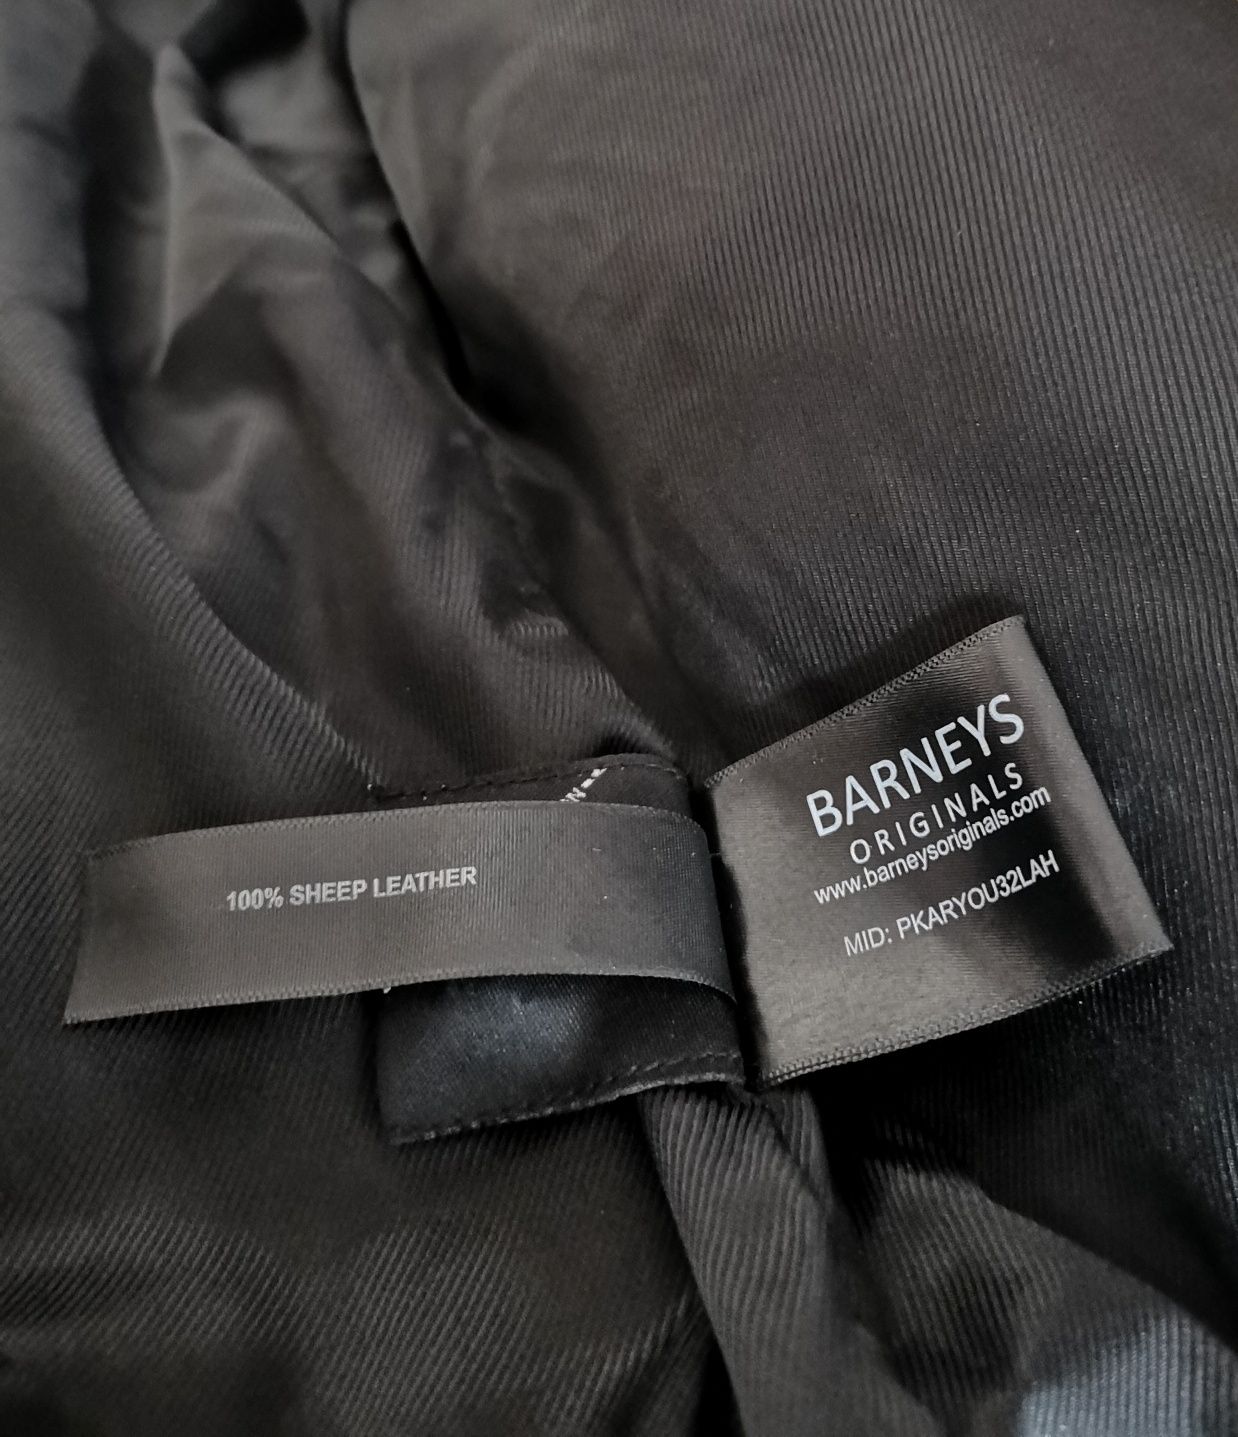 100% SHEEP LEATHER
BARNEYS
ORIGINALS
www.barneysoriginals.com
MID: PKARYOU32LAH